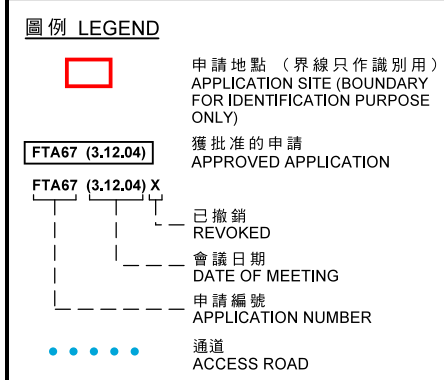 圖例 LEGEND
申請地點 （界線只作識別用）
APPLICATION SITE (BOUNDARY
FOR IDENTIFICATION PURPOSE
ONLY)
獲批准的申請
FTA67 (3.12.04)
APPROVED APPLICATION
FTA67 (3.12.04) X
已撤銷
REVOKED
會議日期
DATE OF MEETING
申請編號
APPLICATION NUMBER
通道
ACCESS ROAD